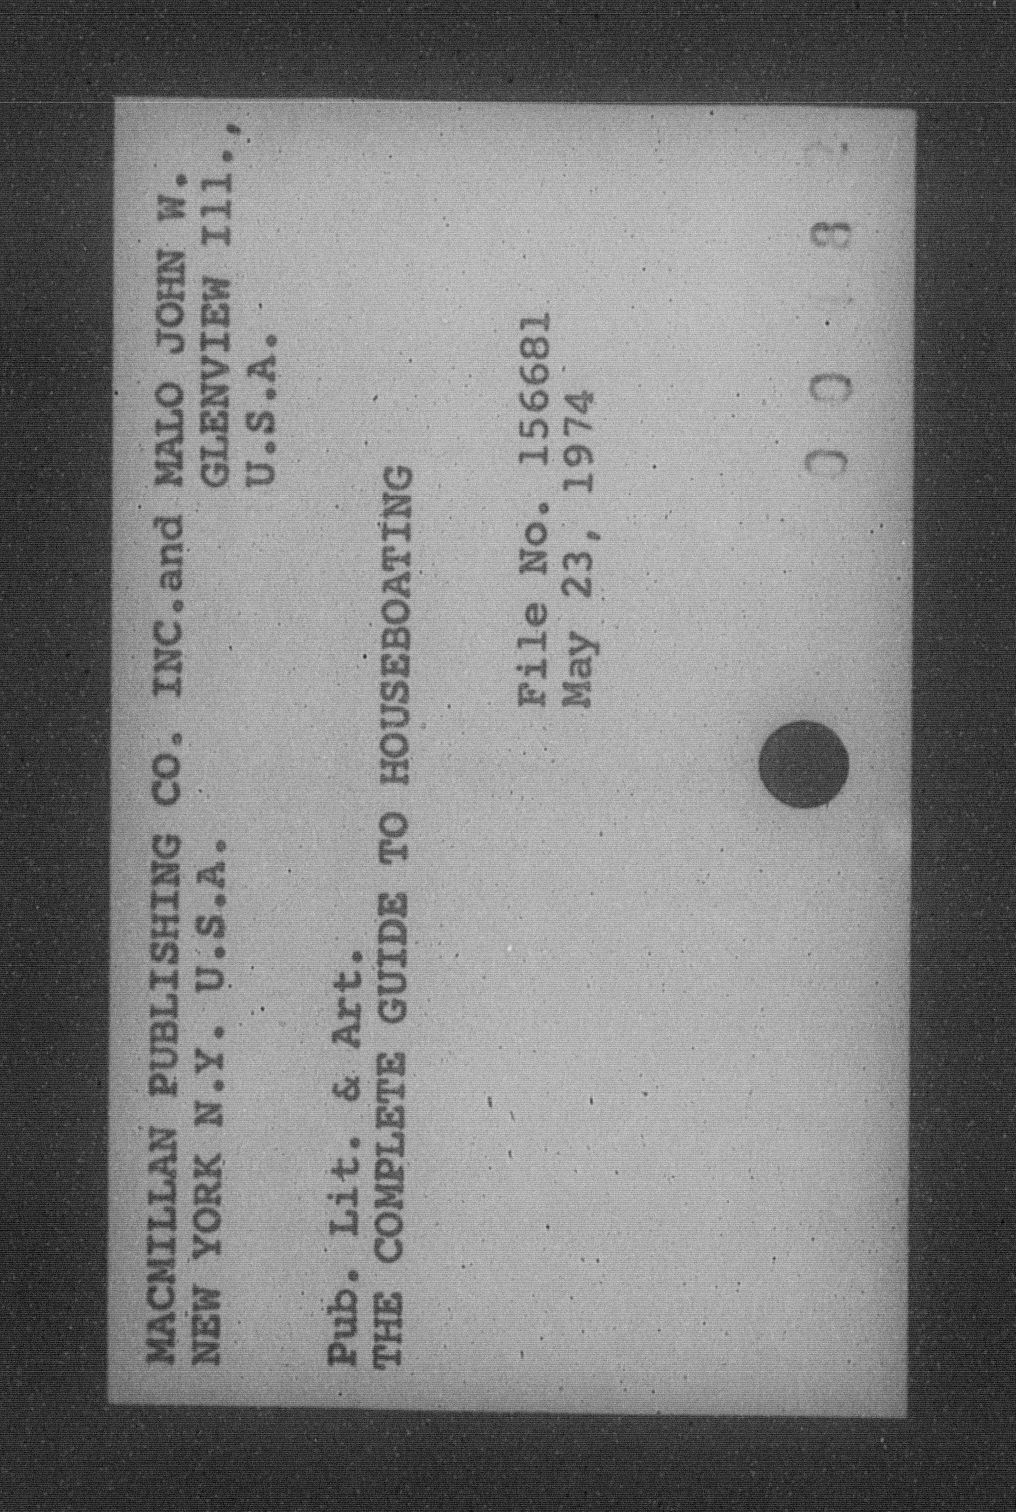 MACMILLAN PUBLISHING CO. INC.and MALO JOHN W.
NEW YORK N.Y. U.S.A. GLENVIEW Ill.,
U.S.A.
Pub. Lit. & Art.
THE COMPLETE GUIDE TO HOUSEBOATING
File No. 156681
May 23, 1974